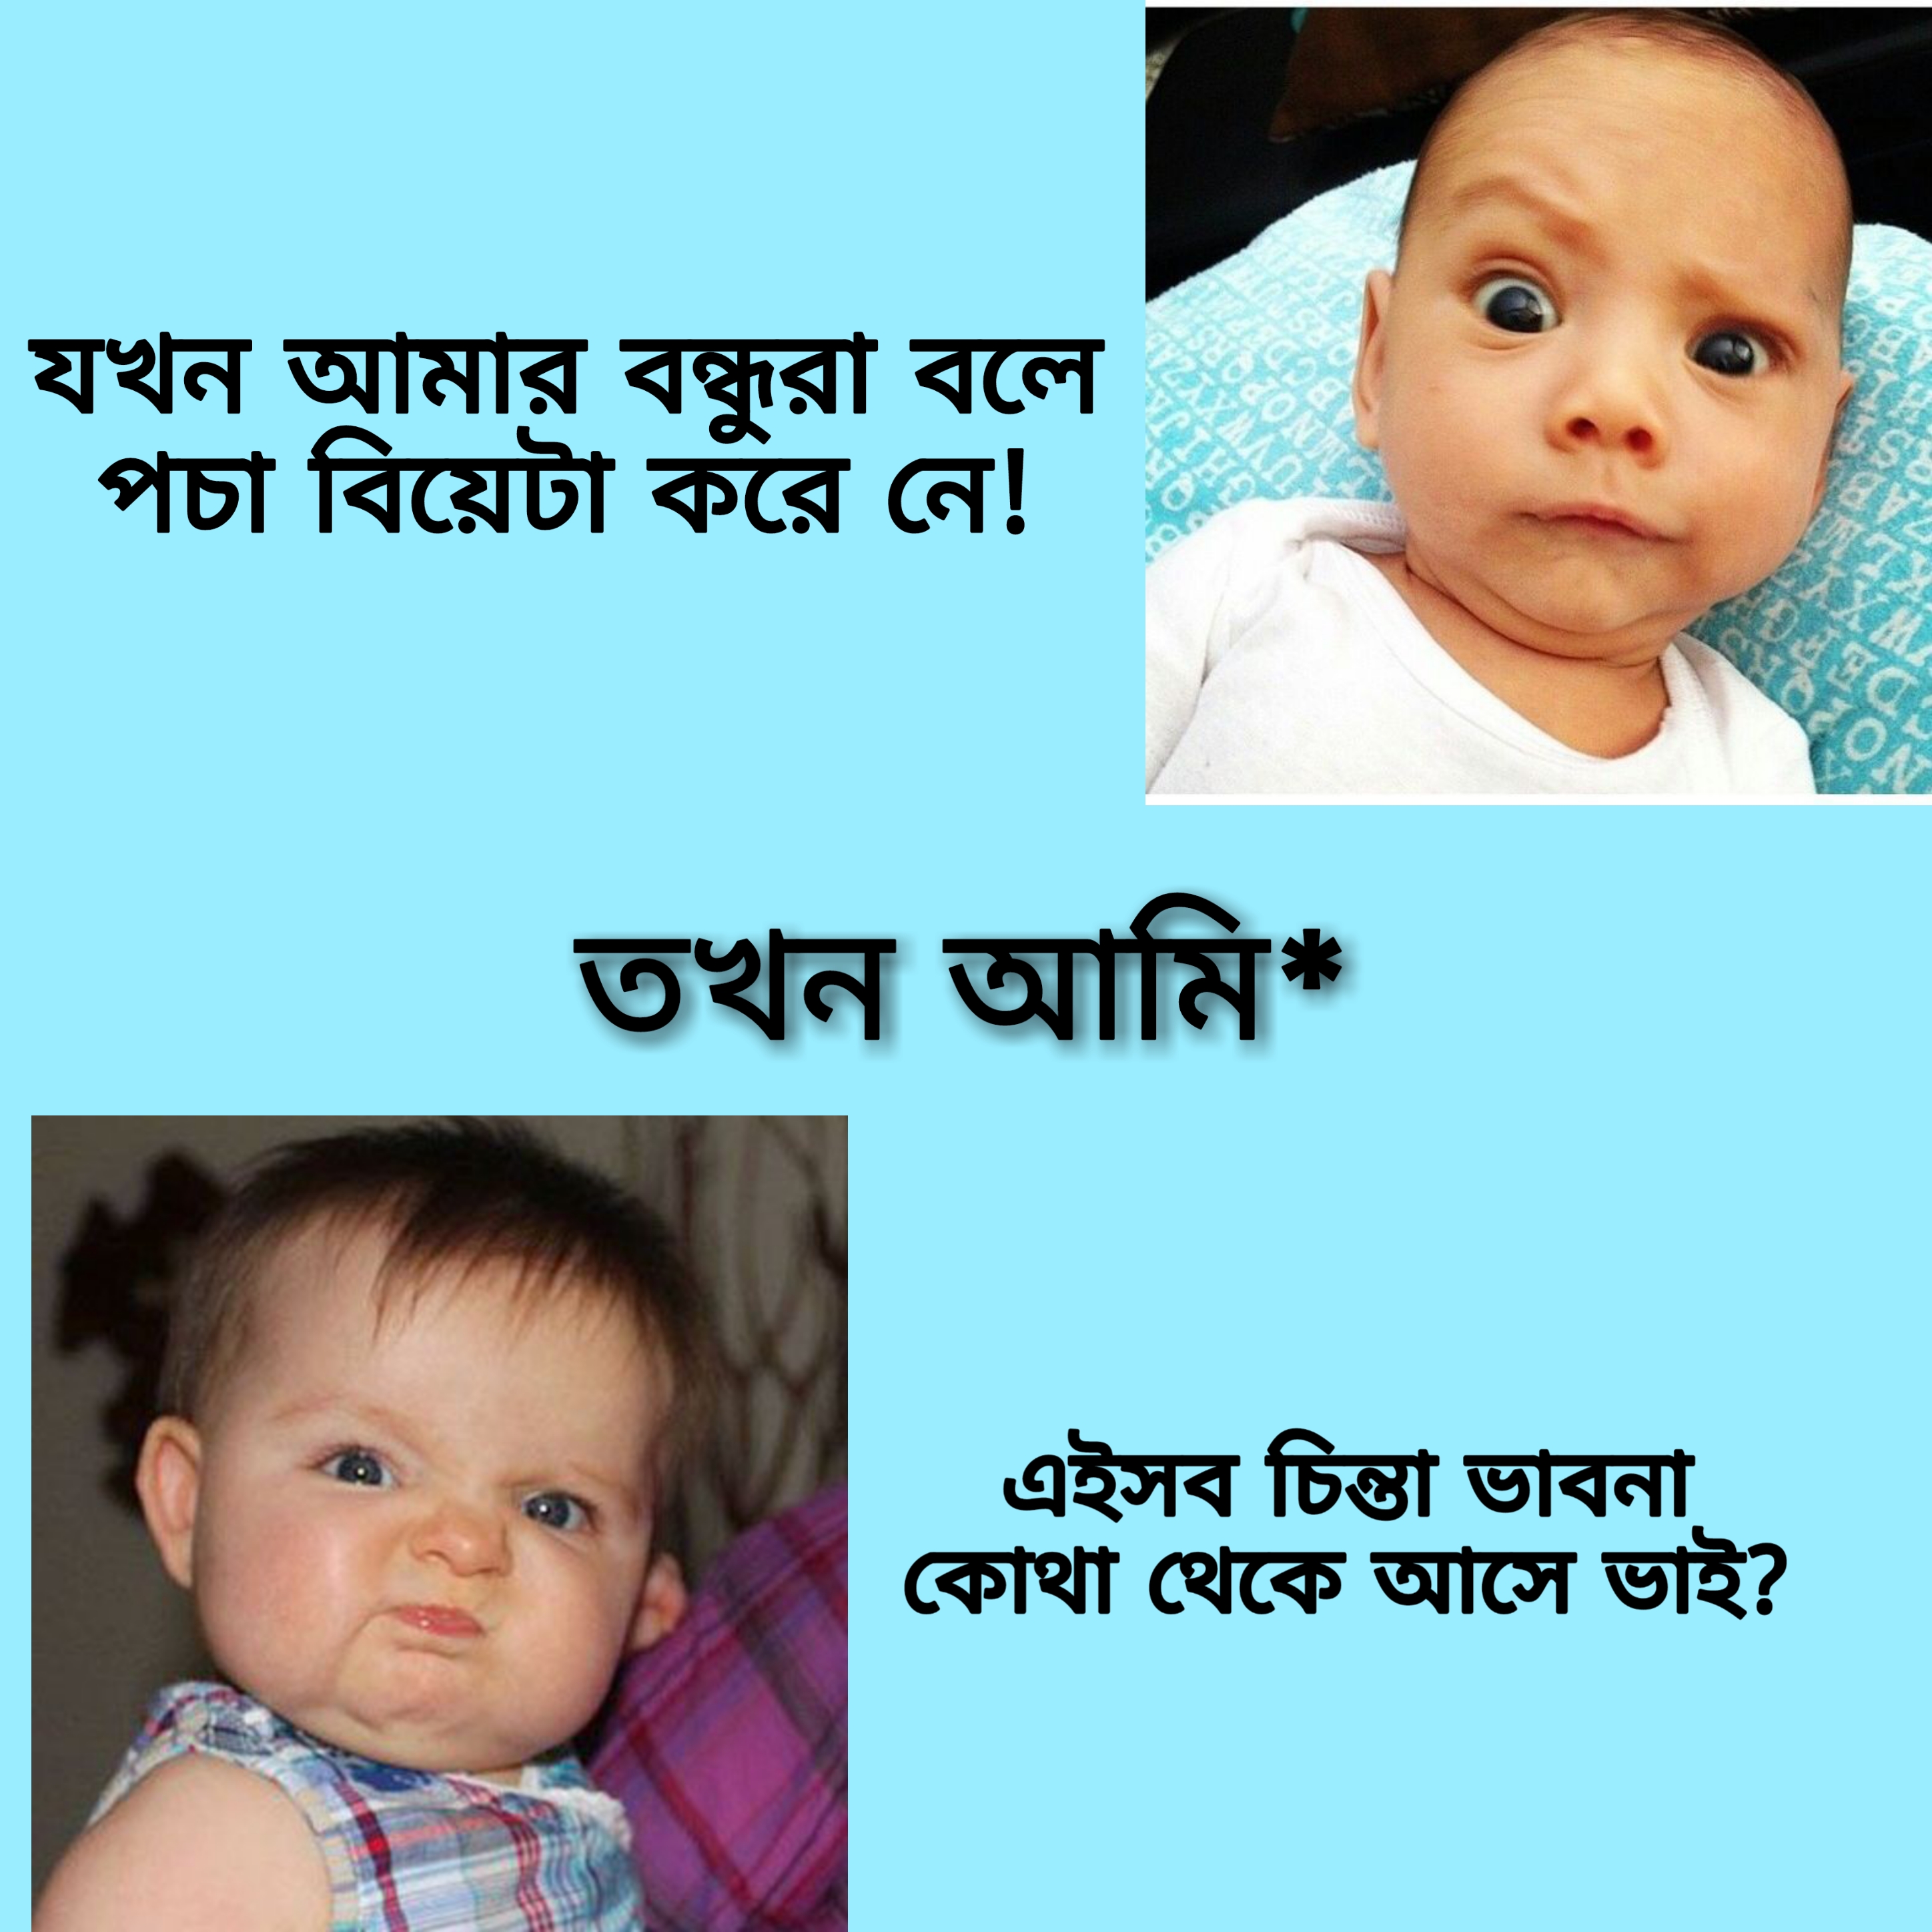 যখন আমার বন্ধুরা বলে
পচা বিয়েটা করে নে!
তখন আমি*
এইসব চিন্তা ভাবনা
কোথা থেকে আসে ভাই?